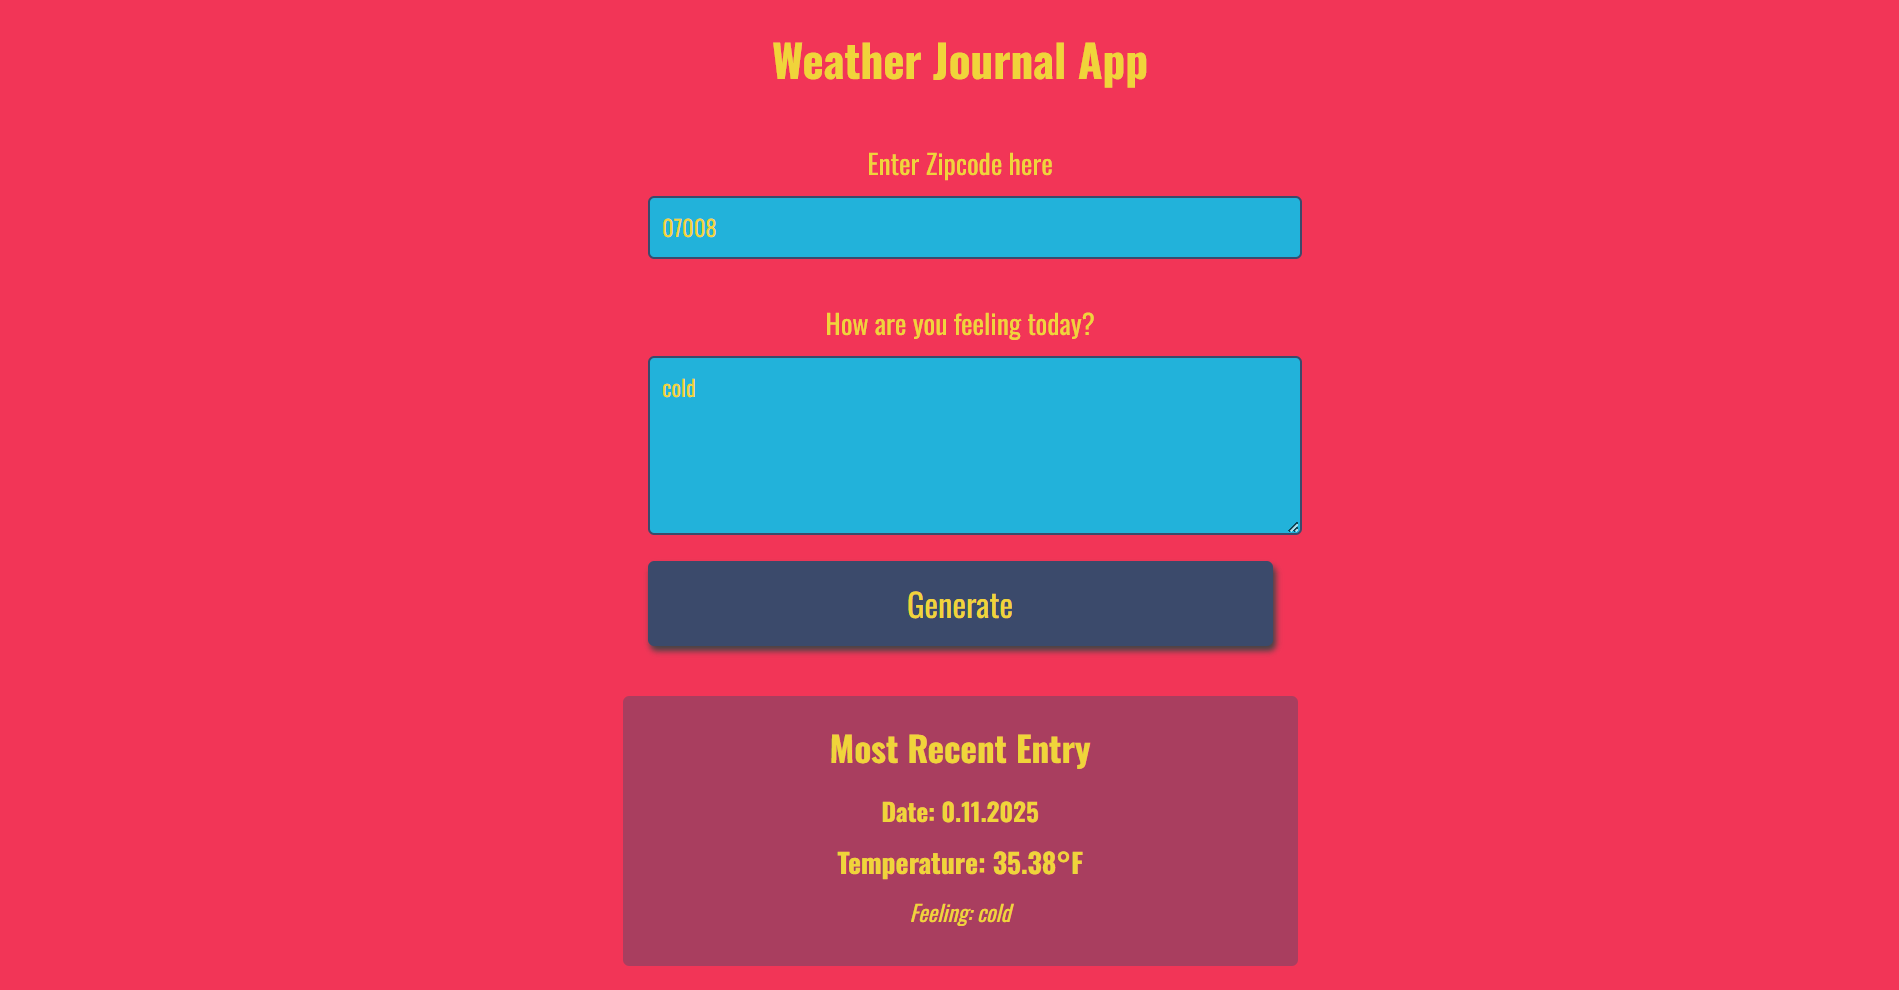 Weather Journal App
Enter Zipcode here
07008
How are you feeling today?
cold
Generate
Most Recent Entry
Date: 0.11.2025
Temperature: 35.38°F
Feeling: cold